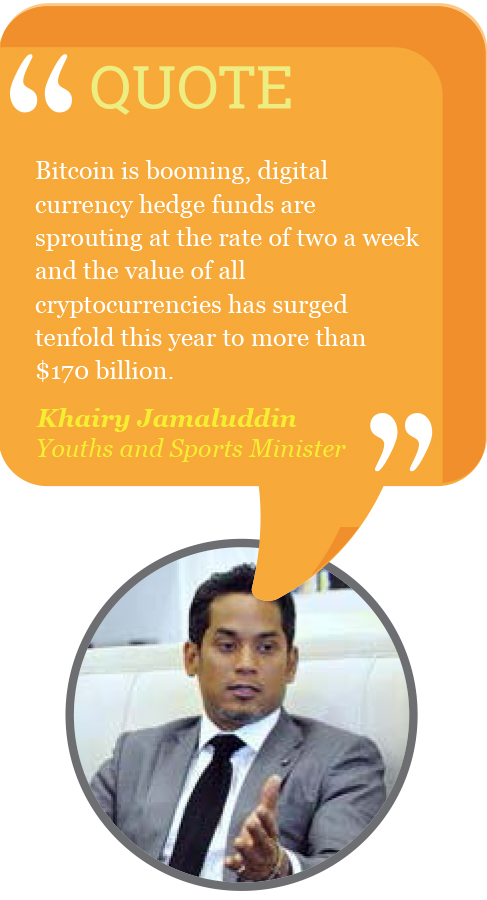 “ QUOTE
Bitcoin is booming, digital
currency hedge funds are
sprouting at the rate of two a week
and the value of all
cryptocurrencies has surged
tenfold this year to more than
$170 billion.
Khairy Jamaluddin
Youths and Sports Minister ”